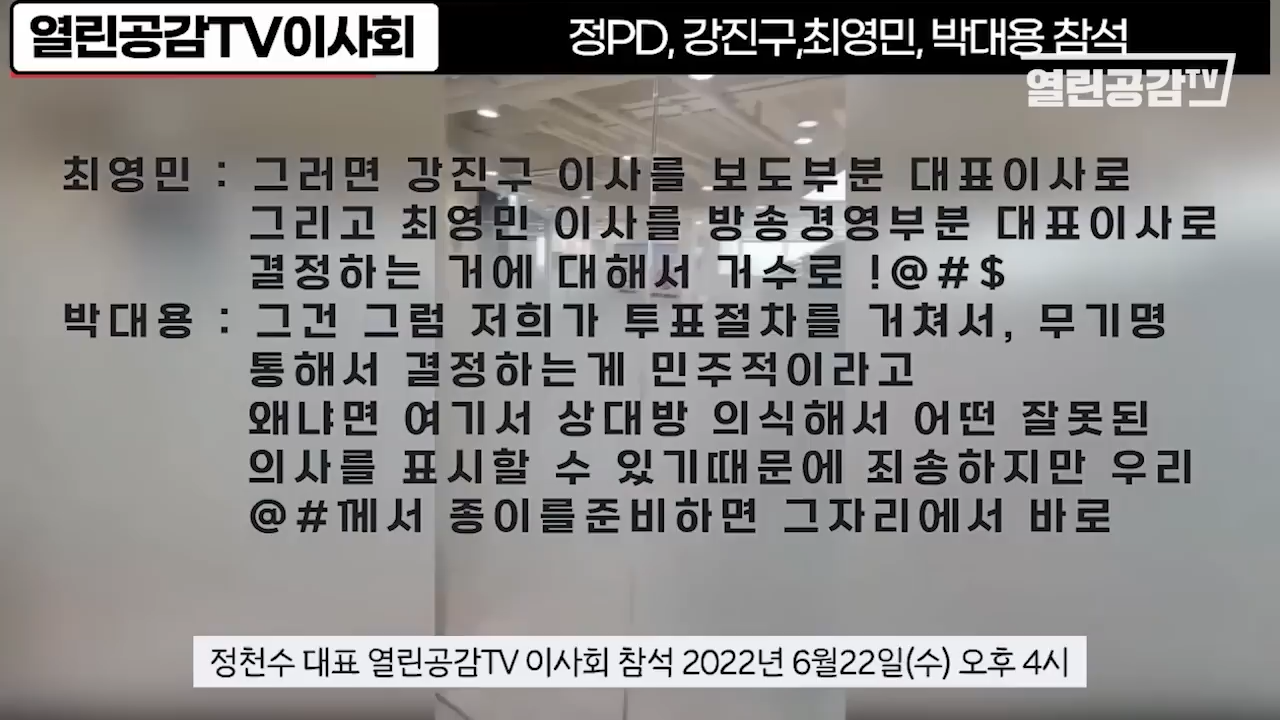 열린공감TV이사회
정PD, 강진구,최영민, 박대용 참석
열린공감TV
최영민 : 그러면 강진구 이사를 보도부분 대표이사로
그리고 최영민 이사를 방송경영부분 대표이사로
결정하는 거에 대해서 거수로 !@#$
박대용 : 그건 그럼 저희가 투표절차를 거쳐서, 무기명
통해서 결정하는게 민주적이라고
왜냐면 여기서 상대방 의식해서 어떤 잘못된
의사를 표시할 수 있기때문에 죄송하지만 우리
@#께서 종이를준비하면 그자리에서 바로
정천수 대표 열린공감TV 이사회 참석 2022년 6월22일(수) 오후 4시